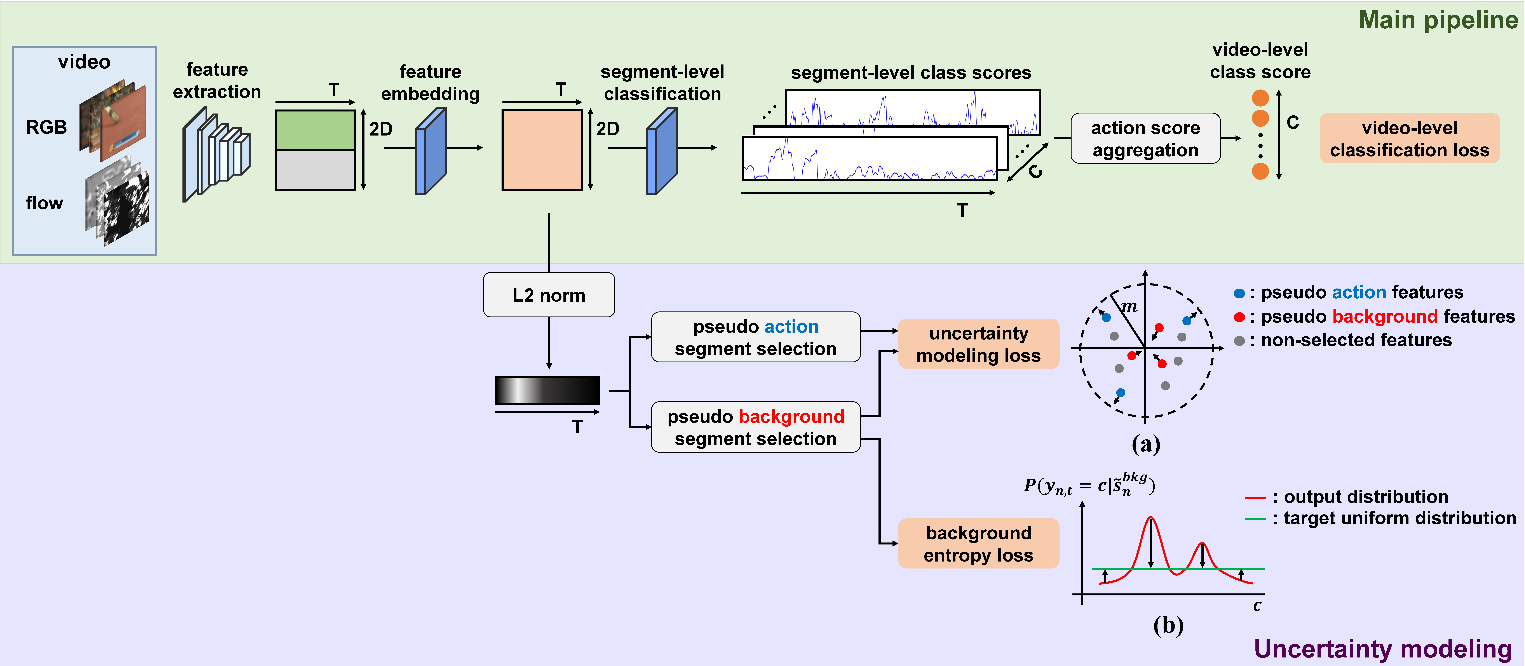 Main pipeline
video
RGB
flow
feature
extraction
T
2D
feature
embedding
T
2D
segment-level
classification
segment-level class scores
T
C
action score
aggregation
video-level
class score
C
video-level
classification loss
L2 norm
T
pseudo action
segment selection
pseudo background
segment selection
uncertainty
modeling loss
background
entropy loss
m
: pseudo action features
: pseudo background features
: non-selected features
(a)
P(y_{n,t} = c|s̃_n^{bkg})
: output distribution
: target uniform distribution
c
(b)
Uncertainty modeling